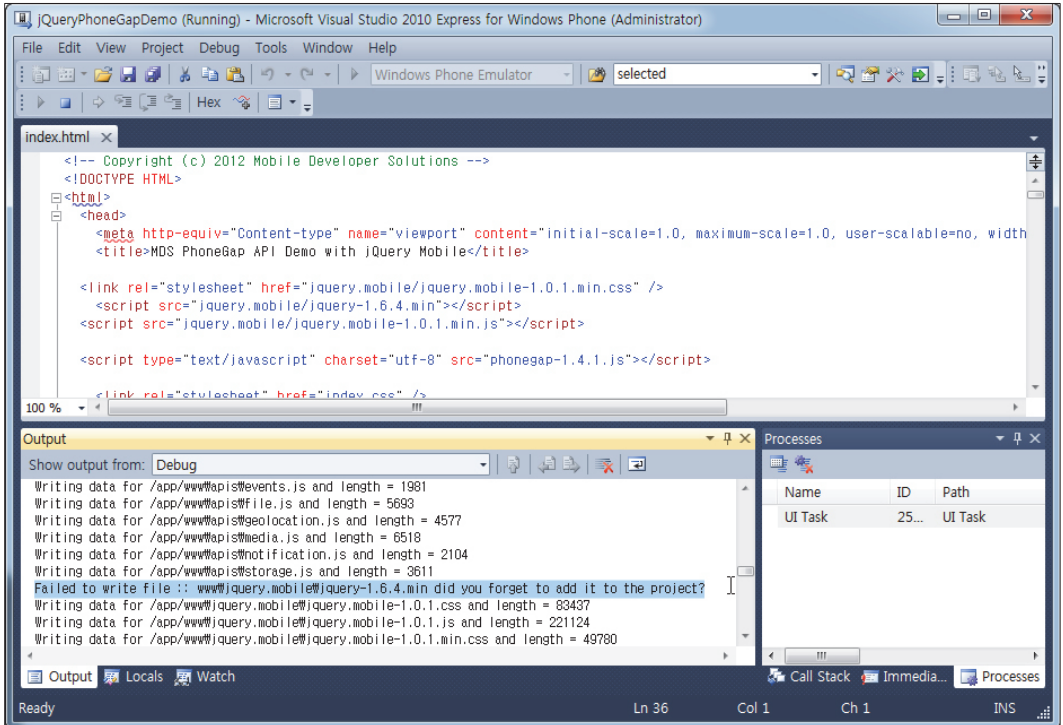 jQueryPhoneGapDemo (Running) - Microsoft Visual Studio 2010 Express for Windows Phone (Administrator)
File Edit View Project Debug Tools Window Help
Windows Phone Emulator selected
Hex
index.html
<!-- Copyright (c) 2012 Mobile Developer Solutions -->
<!DOCTYPE HTML>
<html>
<head>
<meta http-equiv="Content-type" name="viewport" content="initial-scale=1.0, maximum-scale=1.0, user-scalable=no, width
<title>MDS PhoneGap API Demo with jQuery Mobile</title>
<link rel="stylesheet" href="jquery.mobile/jquery.mobile-1.0.1.min.css" />
<script src="jquery.mobile/jquery-1.6.4.min"></script>
<script src="jquery.mobile/jquery.mobile-1.0.1.min.js"></script>
<script type="text/javascript" charset="utf-8" src="phonegap-1.4.1.js"></script>
<link rel="stylesheet" href="index.css" />
100 %
Output
Show output from: Debug
Writing data for /app/www₩apis₩events.js and length = 1981
Writing data for /app/www₩apis₩file.js and length = 5693
Writing data for /app/www₩apis₩geolocation.js and length = 4577
Writing data for /app/www₩apis₩media.js and length = 6518
Writing data for /app/www₩apis₩notification.js and length = 2104
Writing data for /app/www₩apis₩storage.js and length = 3611
Failed to write file :: www₩jquery.mobile₩jquery-1.6.4.min did you forget to add it to the project?
Writing data for /app/www₩jquery.mobile₩jquery.mobile-1.0.1.css and length = 83437
Writing data for /app/www₩jquery.mobile₩jquery.mobile-1.0.1.js and length = 221124
Writing data for /app/www₩jquery.mobile₩jquery.mobile-1.0.1.min.css and length = 49780
Processes
Name ID Path
UI Task 25... UI Task
Output Locals Watch
Call Stack Immedia... Processes
Ready Ln 36 Col 1 Ch 1 INS